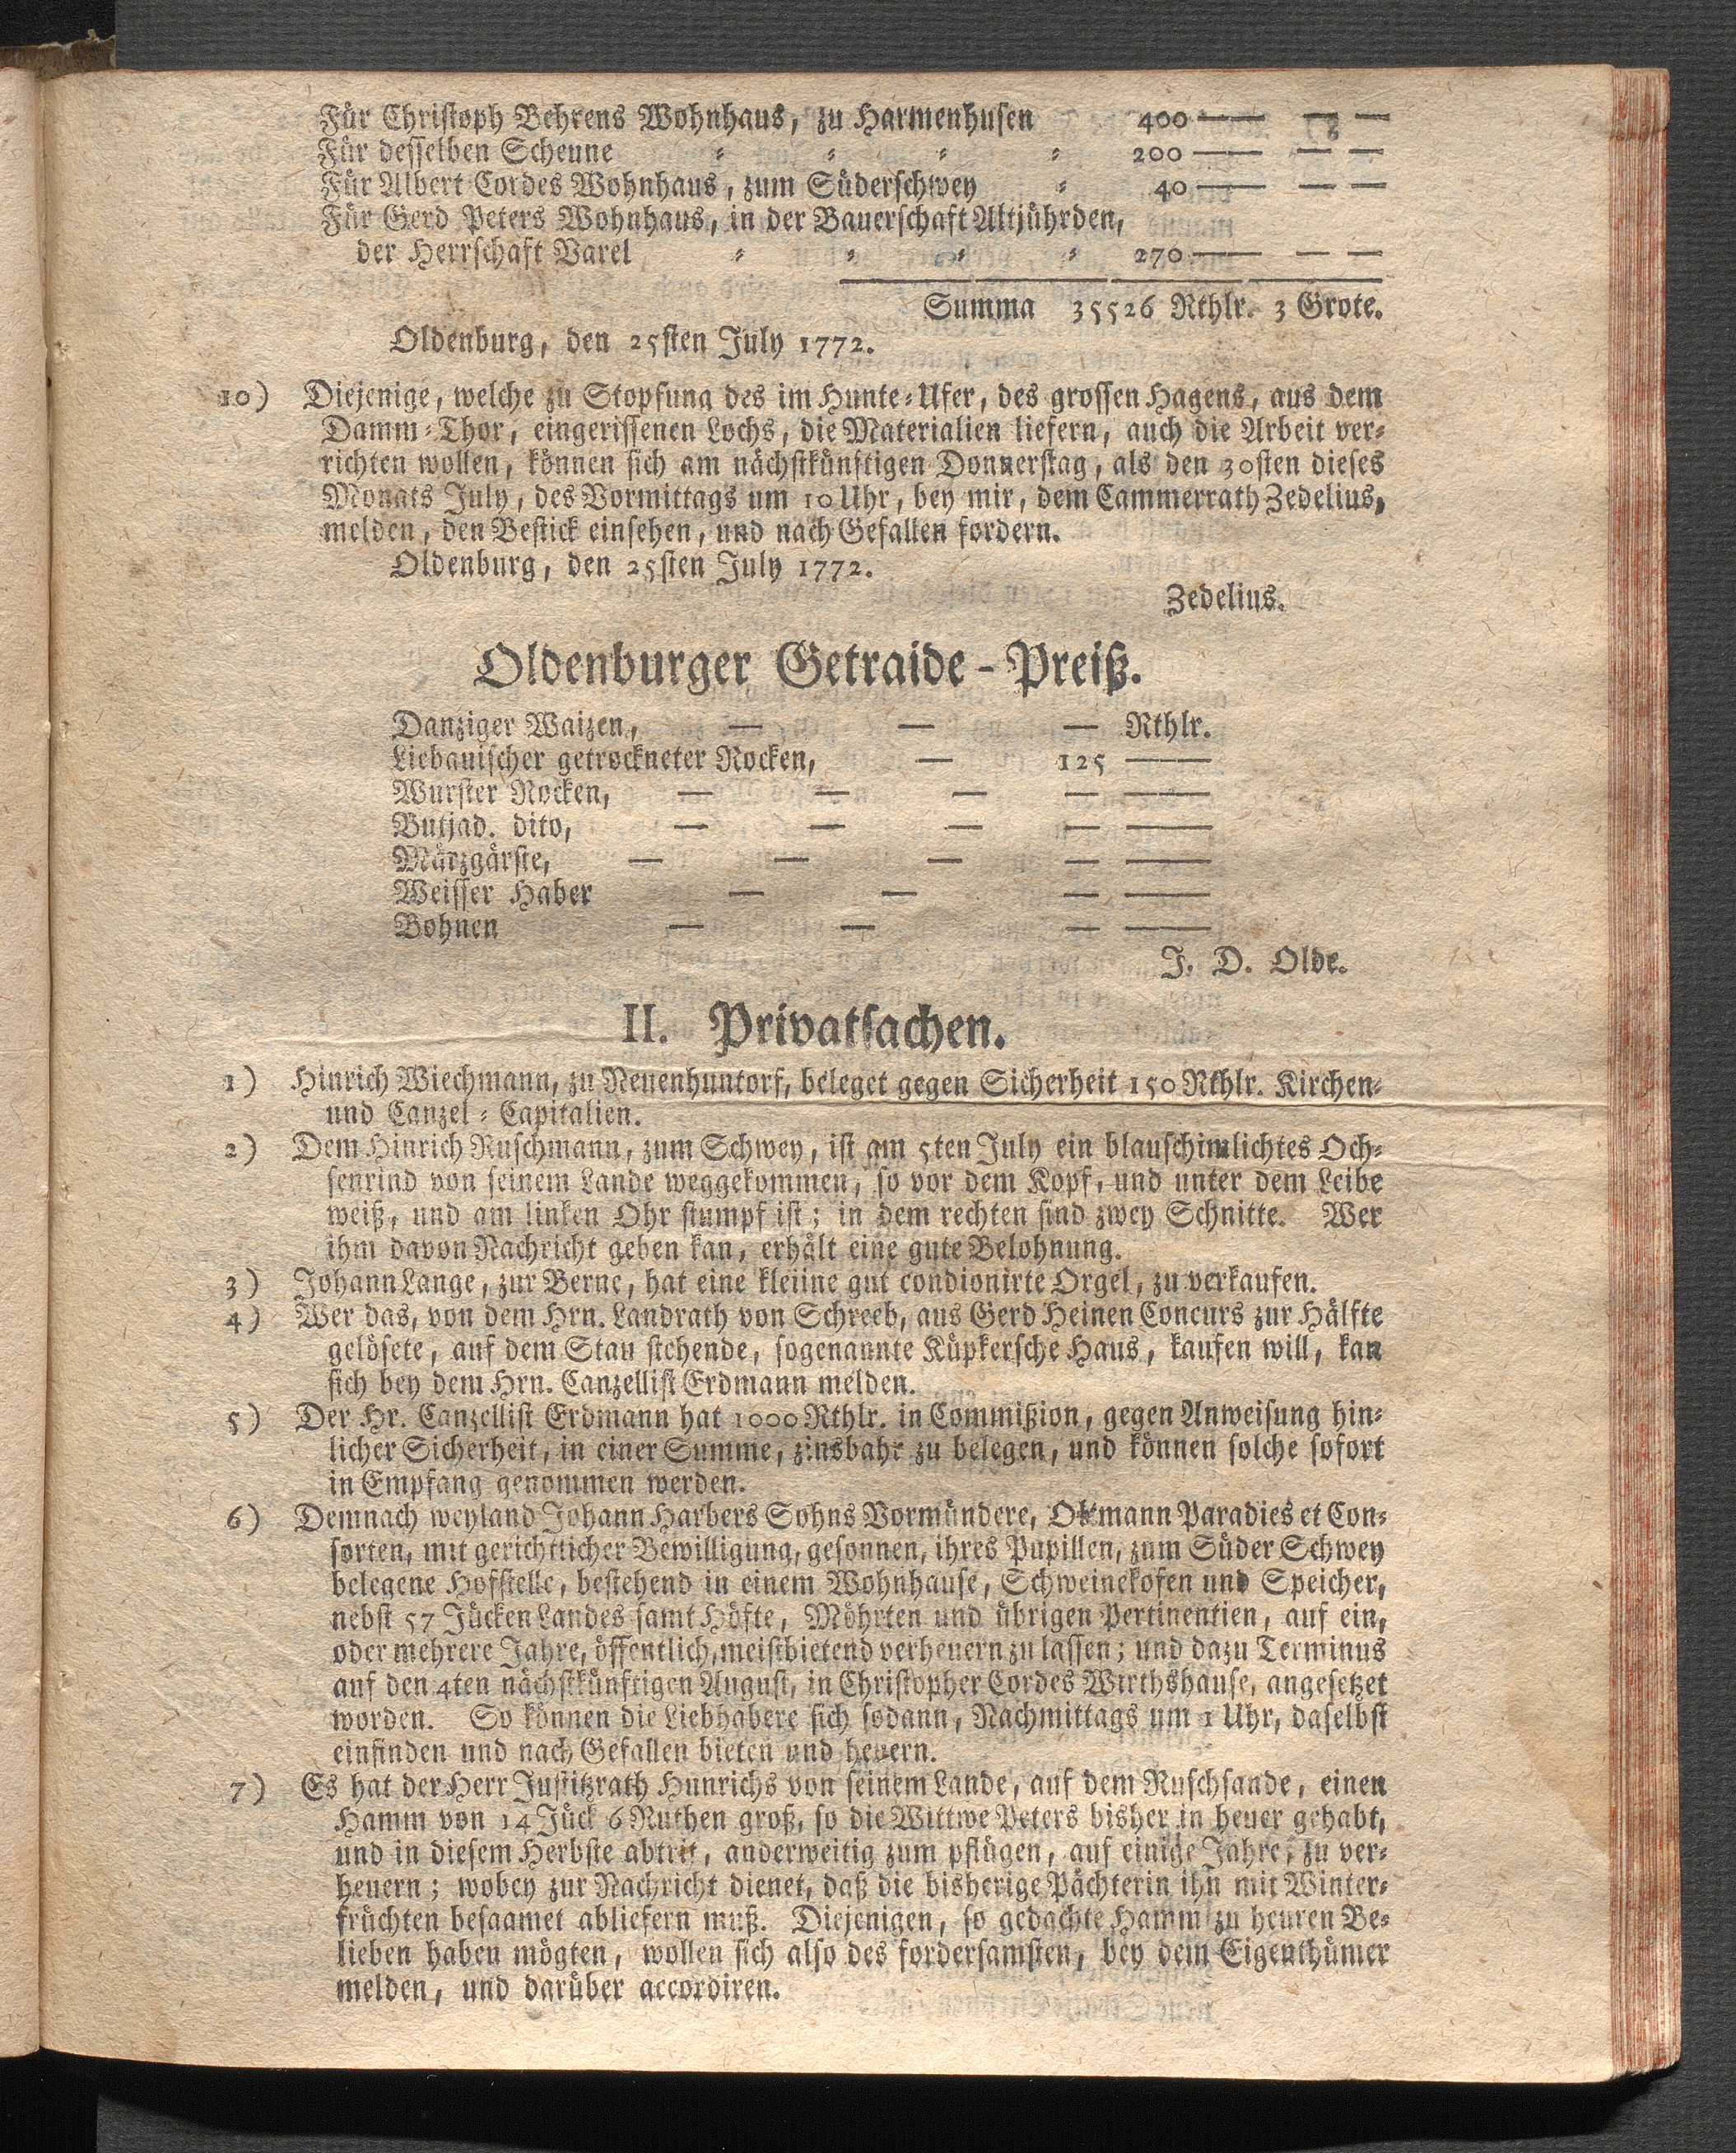 Für Christoph Behrens Wohnhaus, zu Harmenhusen 400 — — —
Für desselben Scheune = = = = 200 — — —
Für Albert Cordes Wohnhaus, zum Süderschwey = 40 — — —
Für Gerd Peters Wohnhaus, in der Bauerschaft Altjührden,
der Herrschaft Varel = = = = 270 — — —
Summa 35526 Rthlr. 3 Grote.
Oldenburg, den 25sten July 1772.
10) Diejenige, welche zu Stopfung des im Hunte=Ufer, des grossen Hagens, aus dem
Damm=Thor, eingerissenen Lochs, die Materialien liefern, auch die Arbeit ver=
richten wollen, können sich am nächstkünftigen Donnerstag, als den 30sten dieses
Monats July, des Vormittags um 10 Uhr, bey mir, dem Cammerrath Zedelius,
melden, den Bestick einsehen, und nach Gefallen fordern.
Oldenburg, den 25sten July 1772.
Zedelius.
Oldenburger Getraide-Preiß.
Danziger Waizen, — — — Rthlr.
Liebauischer getrockneter Rocken, — 125 ——
Wurster Rocken, — — — — ——
Butjad. dito, — — — — ——
Märzgärste, — — — — ——
Weisser Haber — — — ——
Bohnen — — — ——
J. D. Olde.
II. Privatsachen.
1) Hinrich Wiechmann, zu Neuenhuntorf, beleget gegen Sicherheit 150 Rthlr. Kirchen=
und Canzel=Capitalien.
2) Dem Hinrich Ruschmann, zum Schwey, ist am 5ten July ein blauschimlichtes Och=
senrind von seinem Lande weggekommen, so vor dem Kopf, und unter dem Leibe
weiß, und am linken Ohr stumpf ist; in dem rechten sind zwey Schnitte. Wer
ihm davon Nachricht geben kan, erhält eine gute Belohnung.
3) Johann Lange, zur Berne, hat eine kleiine gut condionirte Orgel, zu verkaufen.
4) Wer das, von dem Hrn. Landrath von Schreeb, aus Gerd Heinen Concurs zur Hälfte
gelösete, auf dem Stau stehende, sogenannte Küpkersche Haus, kaufen will, kan
sich bey dem Hrn. Canzellist Erdmann melden.
5) Der Hr. Canzellist Erdmann hat 1000 Rthlr. in Commißion, gegen Anweisung hin=
licher Sicherheit, in einer Summe, zinsbahr zu belegen, und können solche sofort
in Empfang genommen werden.
6) Demnach weyland Johann Harbers Sohns Vormündere, Oltmann Paradies et Con=
sorten, mit gerichtlicher Bewilligung, gesonnen, ihres Pupillen, zum Süder Schwey
belegene Hofstelle, bestehend in einem Wohnhause, Schweinekofen und Speicher,
nebst 57 Jücken Landes samt Höfte, Möhrten und übrigen Pertinentien, auf ein,
oder mehrere Jahre, öffentlich, meistbietend verheuern zu lassen; und dazu Terminus
auf den 4ten nächstkünftigen August, in Christopher Cordes Wirthshause, angesetzet
worden. So können die Liebhabere sich sodann, Nachmittags um 1 Uhr, daselbst
einfinden und nach Gefallen bieten und heuern.
7) Es hat der Herr Justitzrath Hunrichs von seinem Lande, auf dem Ruschsande, einen
Hamm von 14 Jück 6 Ruthen groß, so die Wittwe Peters bisher in heuer gehabt,
und in diesem Herbste abtrit, anderweitig zum pflügen, auf einige Jahre, zu ver=
heuern; wobey zur Nachricht dienet, daß die bisherige Pächterin ihn mit Winter=
früchten besaamet abliefern muß. Diejenigen, so gedachte Hamm zu heuren Be=
lieben haben mögten, wollen sich also des fordersamsten, bey dem Eigenthümer
melden, und darüber accordiren.